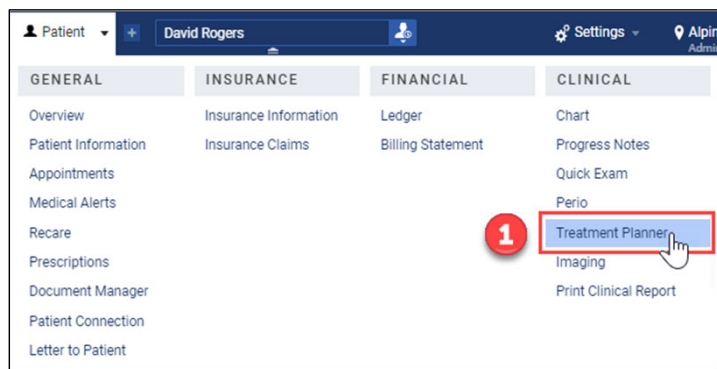 Patient
+
David Rogers
Settings
Alpin
Admi
GENERAL
Overview
Patient Information
Appointments
Medical Alerts
Recare
Prescriptions
Document Manager
Patient Connection
Letter to Patient
INSURANCE
Insurance Information
Insurance Claims
FINANCIAL
Ledger
Billing Statement
CLINICAL
Chart
Progress Notes
Quick Exam
Perio
1
Treatment Planner
Imaging
Print Clinical Report